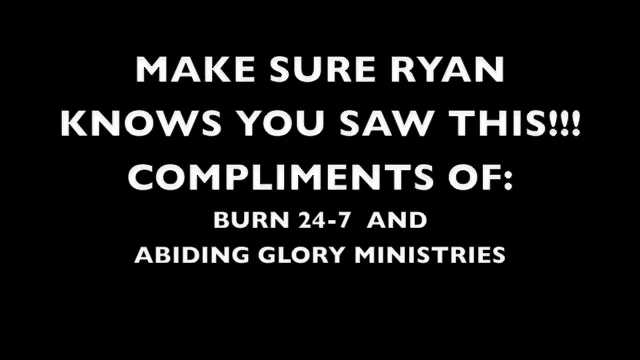 MAKE SURE RYAN
KNOWS YOU SAW THIS!!!
COMPLIMENTS OF:
BURN 24-7 AND
ABIDING GLORY MINISTRIES